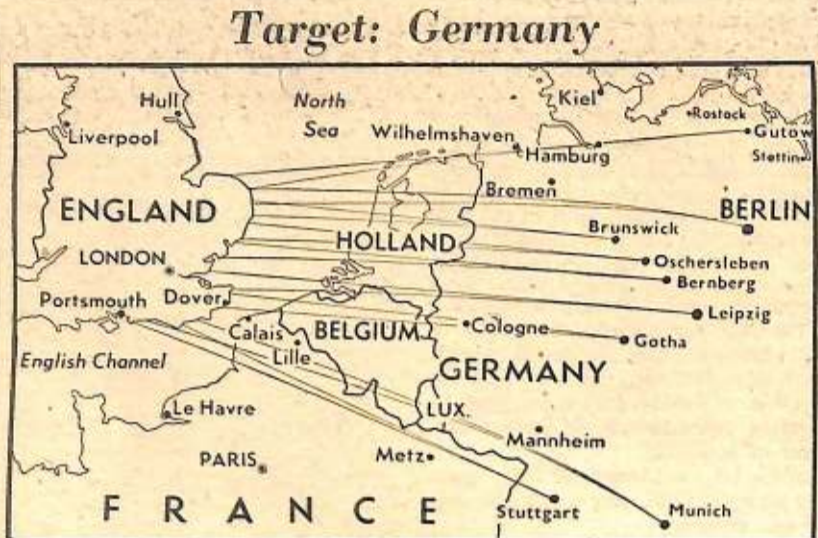 Target: Germany
Hull
North
Sea
Kiel
Rostock
Liverpool
Wilhelmshaven
Hamburg
Gutow
Stettin
Bremen
ENGLAND
BERLIN
Brunswick
HOLLAND
LONDON
Oschersleben
Bernberg
Portsmouth
Dover
Leipzig
Calais
BELGIUM
Cologne
Gotha
English Channel
Lille
GERMANY
Le Havre
LUX.
Mannheim
PARIS
Metz
FRANCE
Stuttgart
Munich